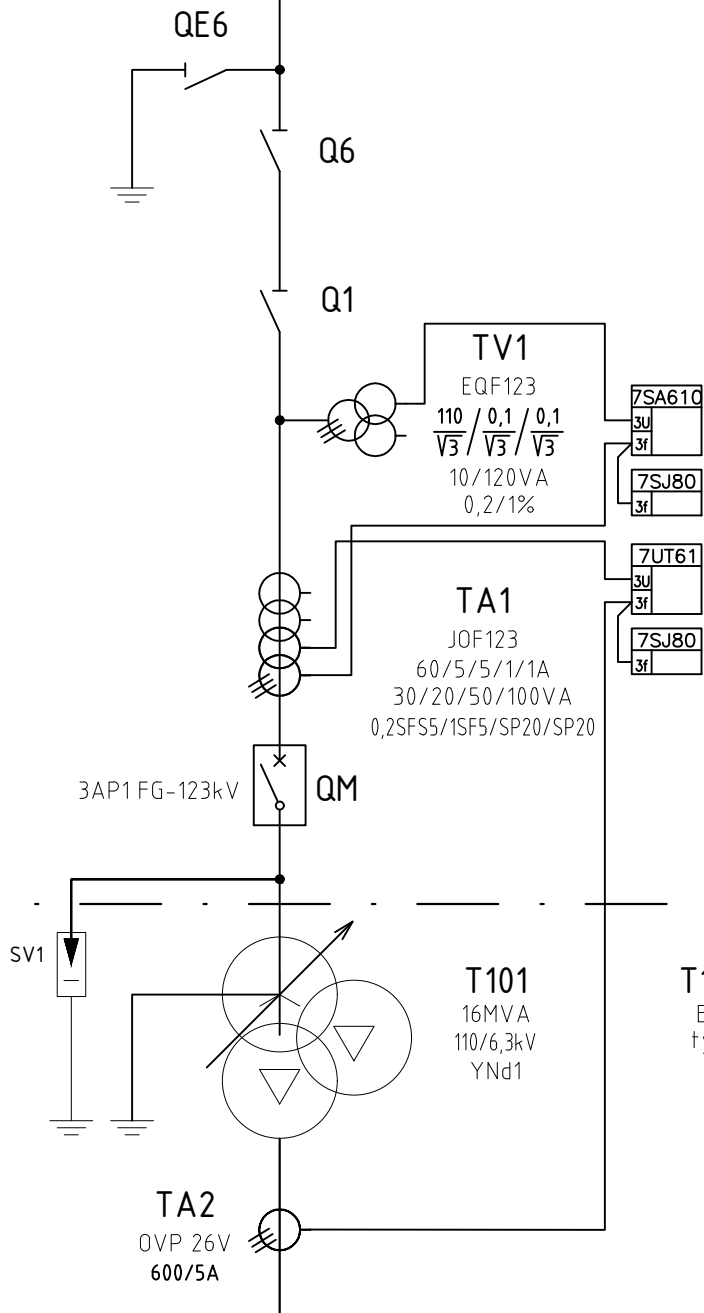 QE6
Q6
Q1
TV1
EQF123
110/√3 / 0,1/√3 / 0,1/√3
10/120VA
0,2/1%
7SA610
3U
3f
7SJ80
3f
7UT61
3U
3f
7SJ80
3f
TA1
JOF123
60/5/5/1/1A
30/20/50/100VA
0,2SFS5/1SF5/SP20/SP20
3AP1 FG-123kV
QM
SV1
T101
16MVA
110/6,3kV
YNd1
TA2
OVP 26V
600/5A